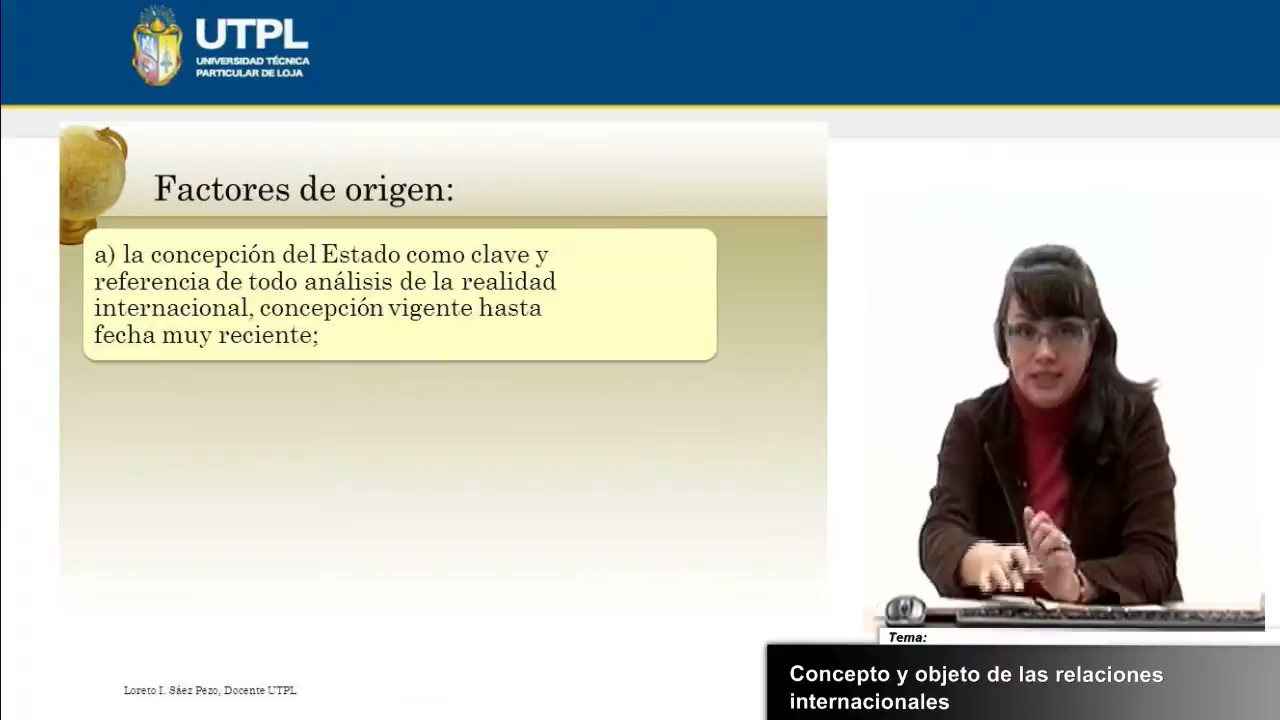 UTPL
UNIVERSIDAD TÉCNICA
PARTICULAR DE LOJA
Factores de origen:
a) la concepción del Estado como clave y
referencia de todo análisis de la realidad
internacional, concepción vigente hasta
fecha muy reciente;
Tema:
Concepto y objeto de las relaciones
internacionales
Loreto I. Sáez Pezo, Docente UTPL